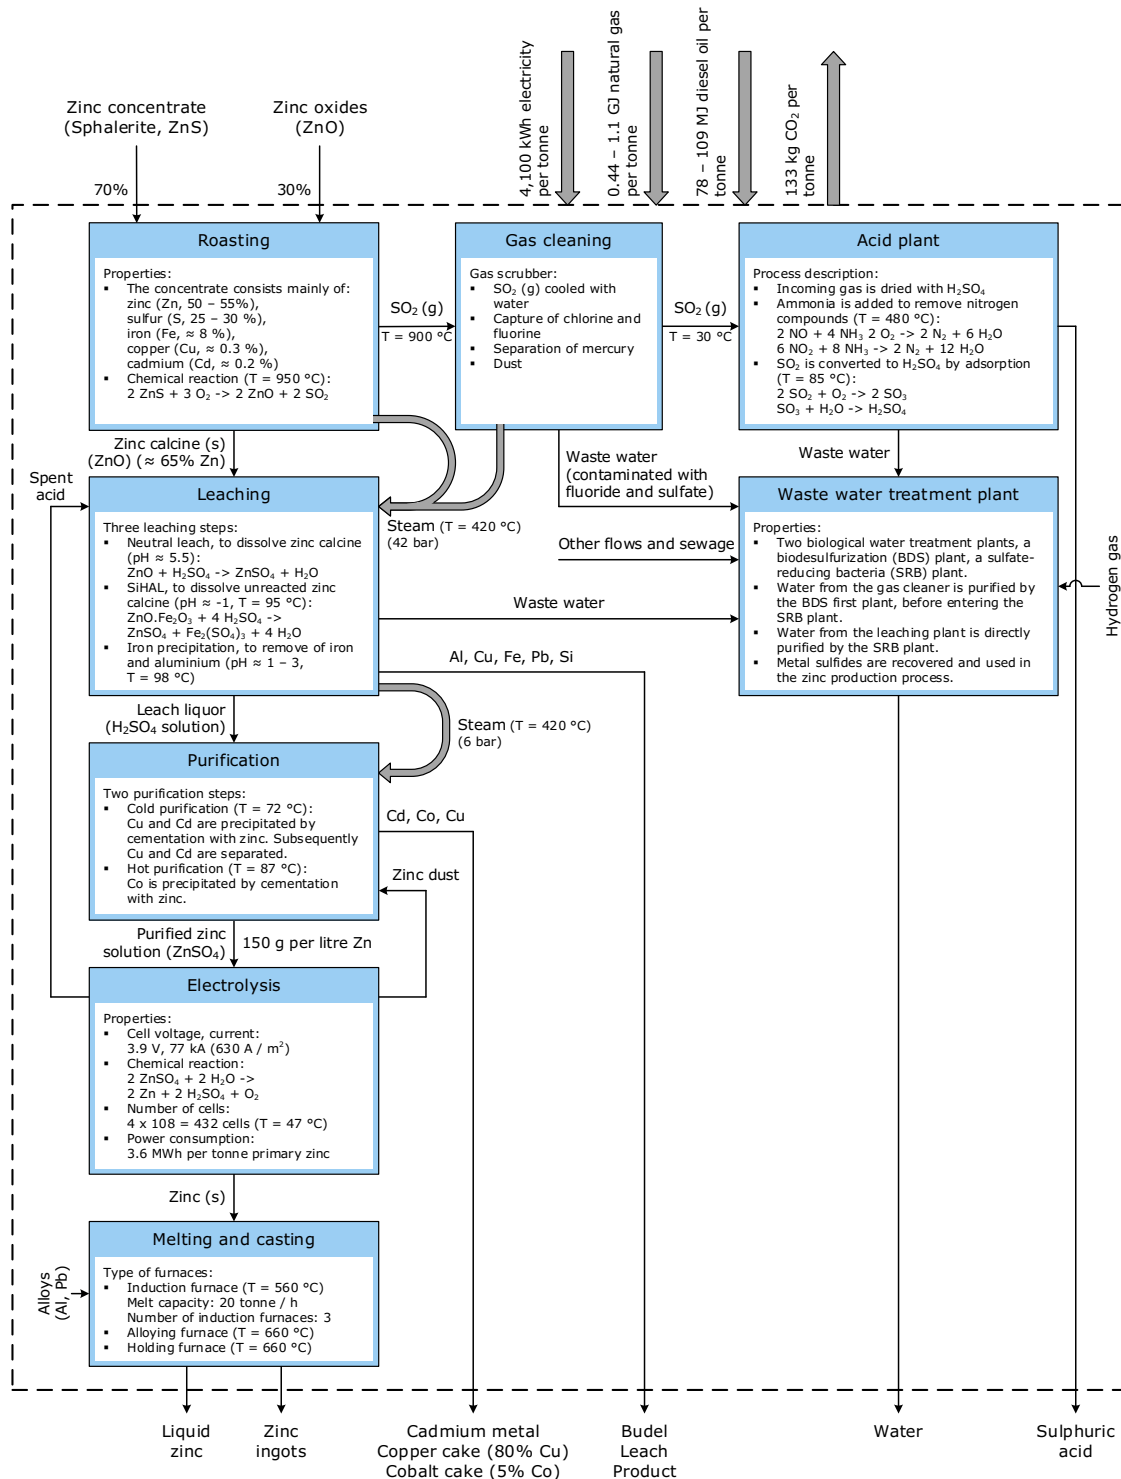 4,100 kWh electricity
per tonne
0.44 – 1.1 GJ natural gas
per tonne
78 – 109 MJ diesel oil per
tonne
133 kg CO₂ per
tonne
Zinc concentrate
(Sphalerite, ZnS)
Zinc oxides
(ZnO)
70%
30%
Roasting
Properties:
▪ The concentrate consists mainly of:
zinc (Zn, 50 – 55%),
sulfur (S, 25 – 30 %),
iron (Fe, ≈ 8 %),
copper (Cu, ≈ 0.3 %),
cadmium (Cd, ≈ 0.2 %)
▪ Chemical reaction (T = 950 °C):
2 ZnS + 3 O₂ -> 2 ZnO + 2 SO₂
SO₂ (g)
T = 900 °C
Gas cleaning
Gas scrubber:
▪ SO₂ (g) cooled with
water
▪ Capture of chlorine and
fluorine
▪ Separation of mercury
▪ Dust
SO₂ (g)
T = 30 °C
Acid plant
Process description:
▪ Incoming gas is dried with H₂SO₄
▪ Ammonia is added to remove nitrogen
compounds (T = 480 °C):
2 NO + 4 NH₃ 2 O₂ -> 2 N₂ + 6 H₂O
6 NO₂ + 8 NH₃ -> 2 N₂ + 12 H₂O
▪ SO₂ is converted to H₂SO₄ by adsorption
(T = 85 °C):
2 SO₂ + O₂ -> 2 SO₃
SO₃ + H₂O -> H₂SO₄
Zinc calcine (s)
(ZnO) (≈ 65% Zn)
Spent
acid
Waste water
(contaminated with
fluoride and sulfate)
Waste water
Leaching
Three leaching steps:
▪ Neutral leach, to dissolve zinc calcine
(pH ≈ 5.5):
ZnO + H₂SO₄ -> ZnSO₄ + H₂O
▪ SiHAL, to dissolve unreacted zinc
calcine (pH ≈ -1, T = 95 °C):
ZnO.Fe₂O₃ + 4 H₂SO₄ ->
ZnSO₄ + Fe₂(SO₄)₃ + 4 H₂O
▪ Iron precipitation, to remove of iron
and aluminium (pH ≈ 1 – 3,
T = 98 °C)
Steam (T = 420 °C)
(42 bar)
Other flows and sewage
Waste water
Al, Cu, Fe, Pb, Si
Waste water treatment plant
Properties:
▪ Two biological water treatment plants, a
biodesulfurization (BDS) plant, a sulfate-
reducing bacteria (SRB) plant.
▪ Water from the gas cleaner is purified by
the BDS first plant, before entering the
SRB plant.
▪ Water from the leaching plant is directly
purified by the SRB plant.
▪ Metal sulfides are recovered and used in
the zinc production process.
Hydrogen gas
Leach liquor
(H₂SO₄ solution)
Steam (T = 420 °C)
(6 bar)
Purification
Two purification steps:
▪ Cold purification (T = 72 °C):
Cu and Cd are precipitated by
cementation with zinc. Subsequently
Cu and Cd are separated.
▪ Hot purification (T = 87 °C):
Co is precipitated by cementation
with zinc.
Cd, Co, Cu
Zinc dust
Purified zinc
solution (ZnSO₄)
150 g per litre Zn
Electrolysis
Properties:
▪ Cell voltage, current:
3.9 V, 77 kA (630 A / m²)
▪ Chemical reaction:
2 ZnSO₄ + 2 H₂O ->
2 Zn + 2 H₂SO₄ + O₂
▪ Number of cells:
4 x 108 = 432 cells (T = 47 °C)
▪ Power consumption:
3.6 MWh per tonne primary zinc
Zinc (s)
Melting and casting
Type of furnaces:
▪ Induction furnace (T = 560 °C)
Melt capacity: 20 tonne / h
Number of induction furnaces: 3
▪ Alloying furnace (T = 660 °C)
▪ Holding furnace (T = 660 °C)
Alloys
(Al, Pb)
Liquid
zinc
Zinc
ingots
Cadmium metal
Copper cake (80% Cu)
Cobalt cake (5% Co)
Budel
Leach
Product
Water
Sulphuric
acid